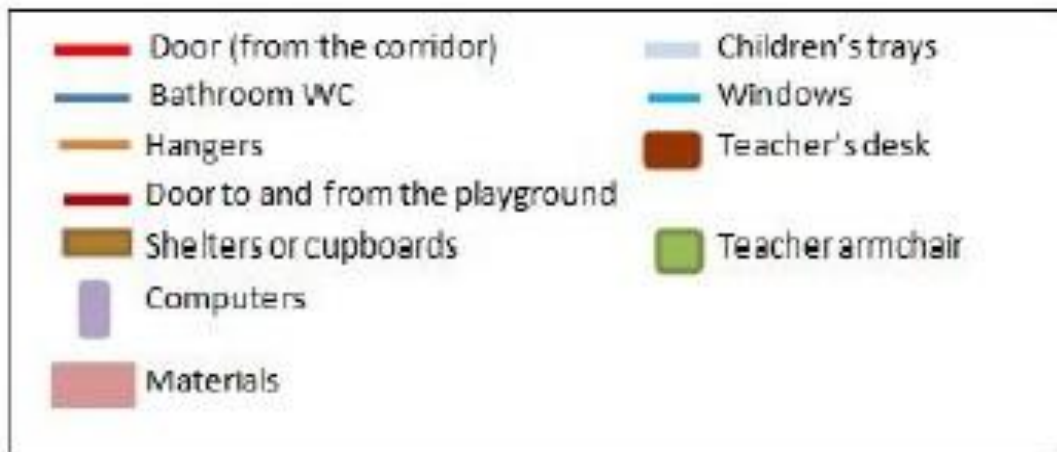 Door (from the corridor)
Children's trays
Bathroom WC
Windows
Hangers
Teacher's desk
Door to and from the playground
Shelters or cupboards
Teacher armchair
Computers
Materials